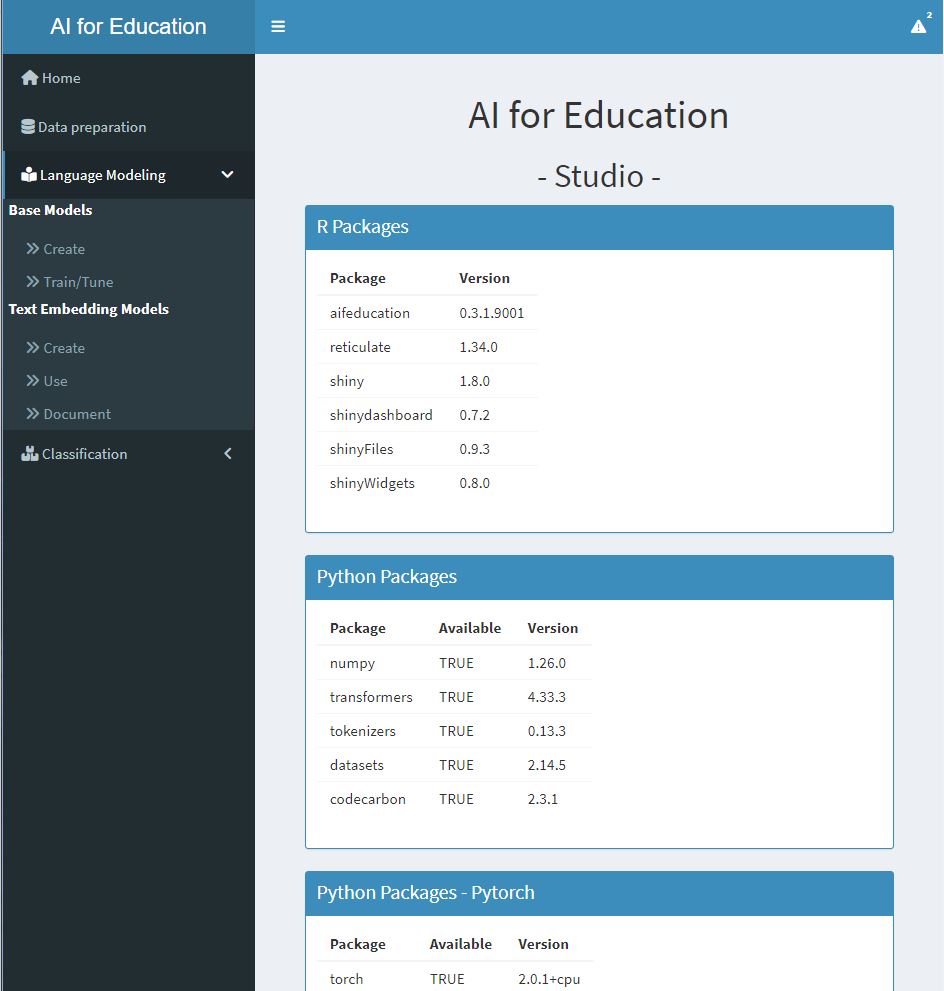 AI for Education
2
Home
Data preparation
Language Modeling
Base Models
Create
Train/Tune
Text Embedding Models
Create
Use
Document
Classification
AI for Education
- Studio -
R Packages
Package Version
aifeducation 0.3.1.9001
reticulate 1.34.0
shiny 1.8.0
shinydashboard 0.7.2
shinyFiles 0.9.3
shinyWidgets 0.8.0
Python Packages
Package Available Version
numpy TRUE 1.26.0
transformers TRUE 4.33.3
tokenizers TRUE 0.13.3
datasets TRUE 2.14.5
codecarbon TRUE 2.3.1
Python Packages - Pytorch
Package Available Version
torch TRUE 2.0.1+cpu